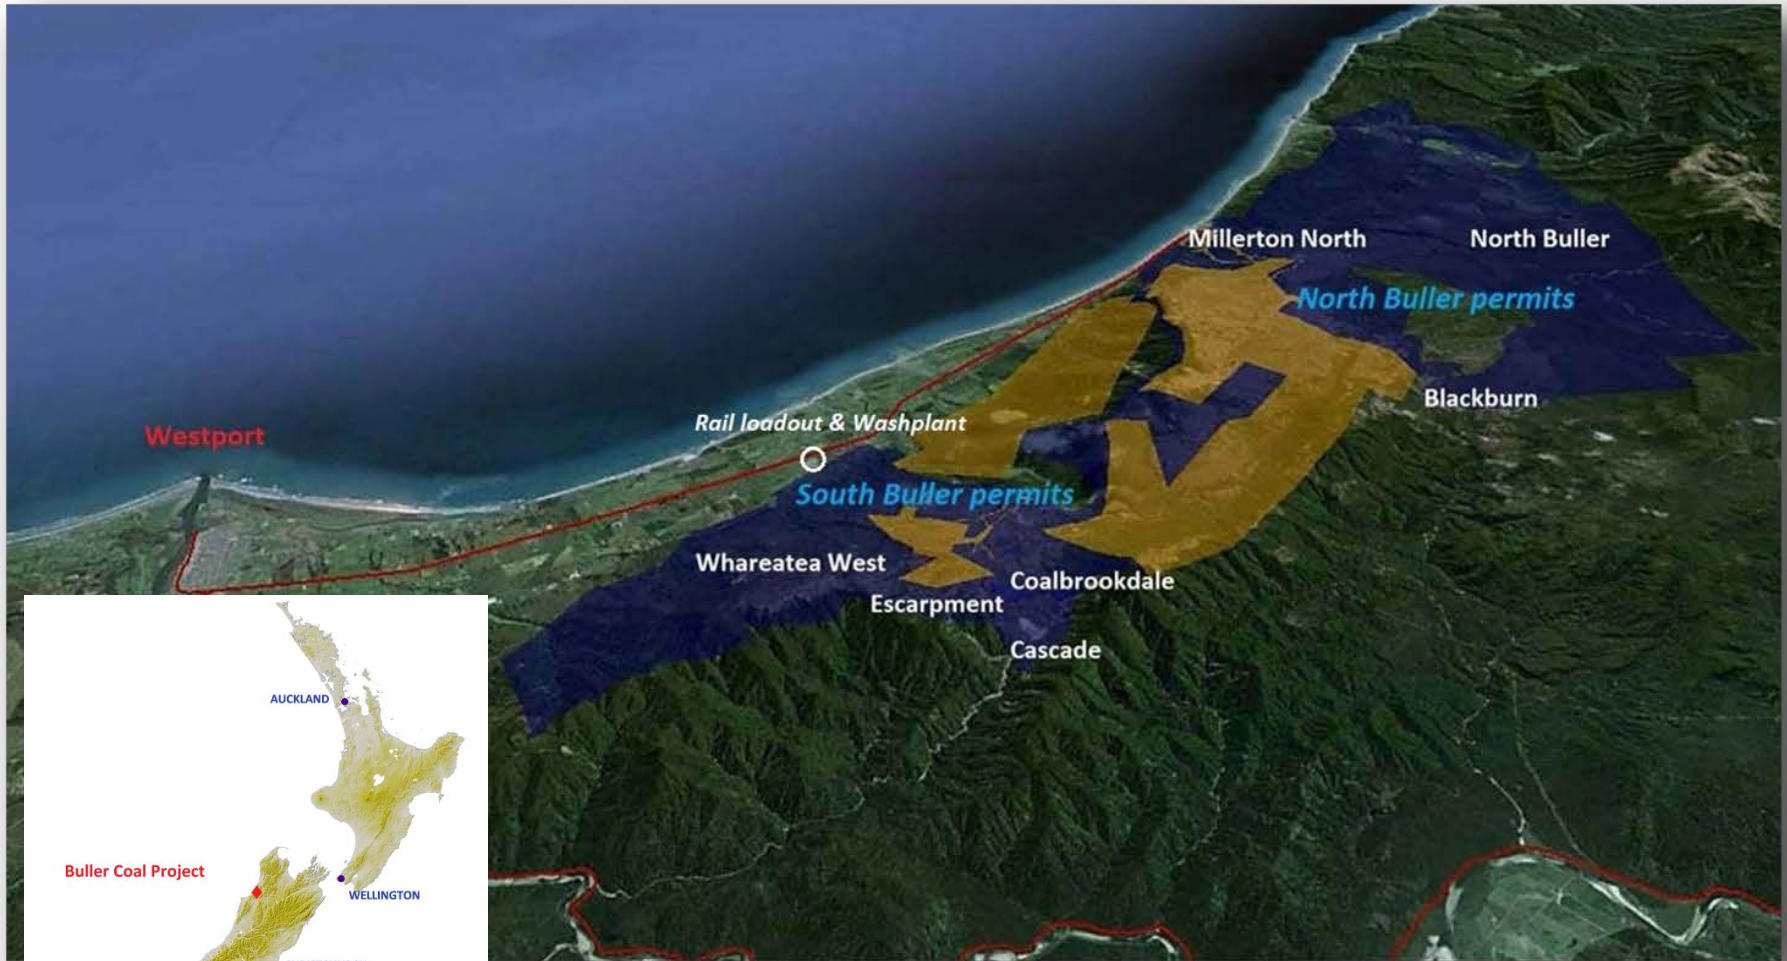 Millerton North
North Buller
North Buller permits
Blackburn
Rail loadout & Washplant
Westport
South Buller permits
Whareatea West
Coalbrookdale
Escarpment
Cascade
AUCKLAND
Buller Coal Project
WELLINGTON